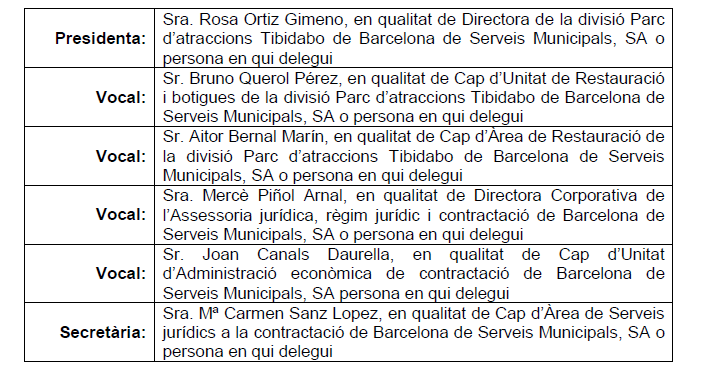 Presidenta: Sra. Rosa Ortiz Gimeno, en qualitat de Directora de la divisió Parc
d’atraccions Tibidabo de Barcelona de Serveis Municipals, SA o
persona en qui delegui
Vocal: Sr. Bruno Querol Pérez, en qualitat de Cap d’Unitat de Restauració
i botigues de la divisió Parc d’atraccions Tibidabo de Barcelona de
Serveis Municipals, SA o persona en qui delegui
Vocal: Sr. Aitor Bernal Marín, en qualitat de Cap d’Àrea de Restauració de
la divisió Parc d’atraccions Tibidabo de Barcelona de Serveis
Municipals, SA o persona en qui delegui
Vocal: Sra. Mercè Piñol Arnal, en qualitat de Directora Corporativa de
l’Assessoria jurídica, règim jurídic i contractació de Barcelona de
Serveis Municipals, SA o persona en qui delegui
Vocal: Sr. Joan Canals Daurella, en qualitat de Cap d’Unitat
d’Administració econòmica de contractació de Barcelona de
Serveis Municipals, SA persona en qui delegui
Secretària: Sra. Mª Carmen Sanz Lopez, en qualitat de Cap d’Àrea de Serveis
jurídics a la contractació de Barcelona de Serveis Municipals, SA o
persona en qui delegui